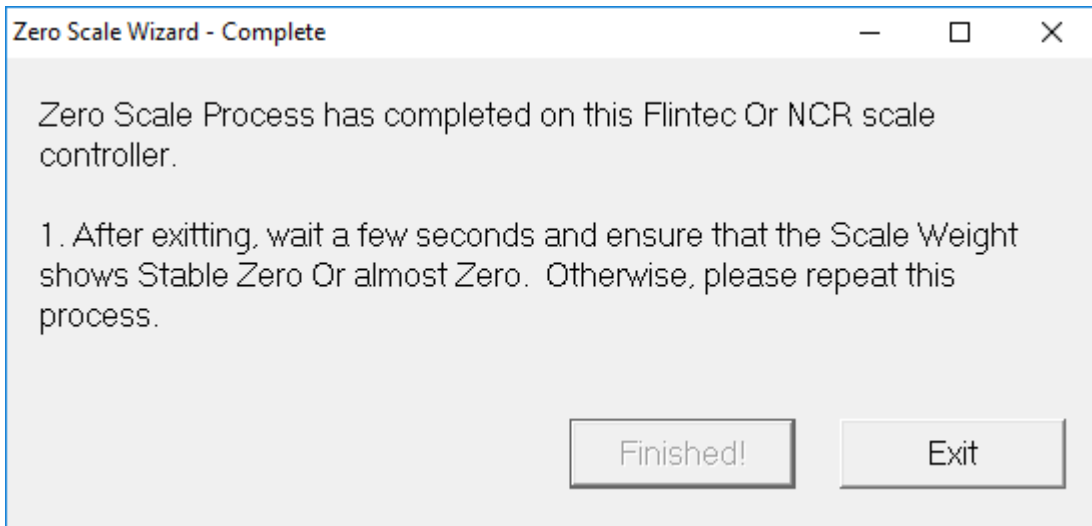 Zero Scale Wizard - Complete
Zero Scale Process has completed on this Flintec Or NCR scale
controller.
1. After exitting, wait a few seconds and ensure that the Scale Weight
shows Stable Zero Or almost Zero.  Otherwise, please repeat this
process.
Finished!
Exit